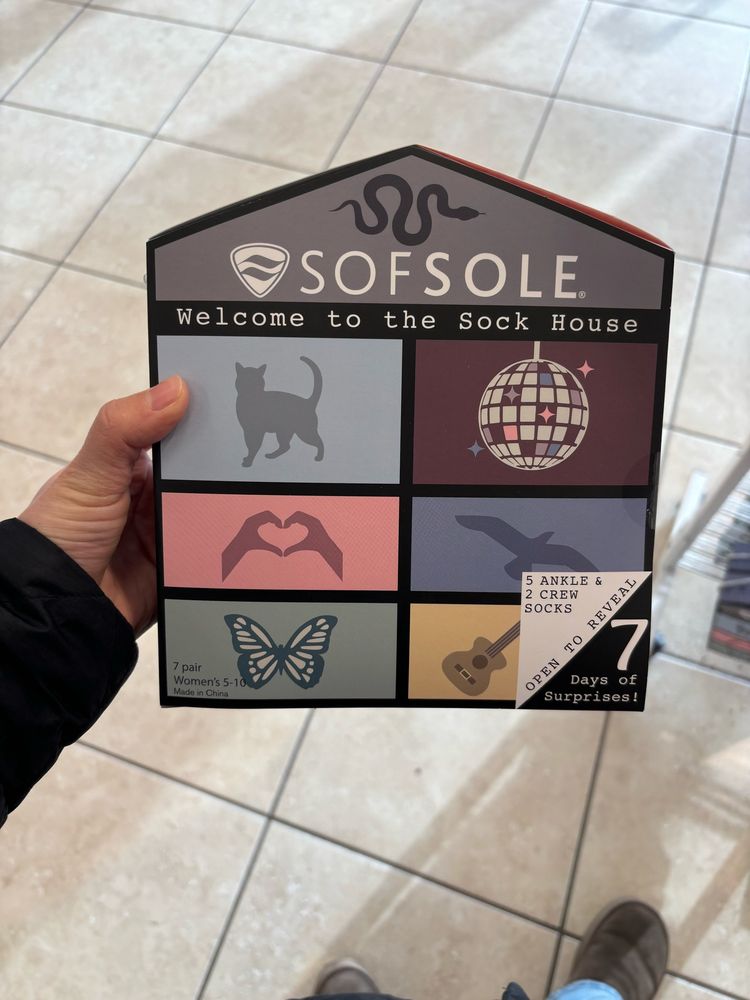 SOFSOLE®
Welcome to the Sock House
5 ANKLE &
2 CREW
SOCKS
OPEN TO REVEAL
7
Days of
Surprises!
7 pair
Women's 5-10
Made in China